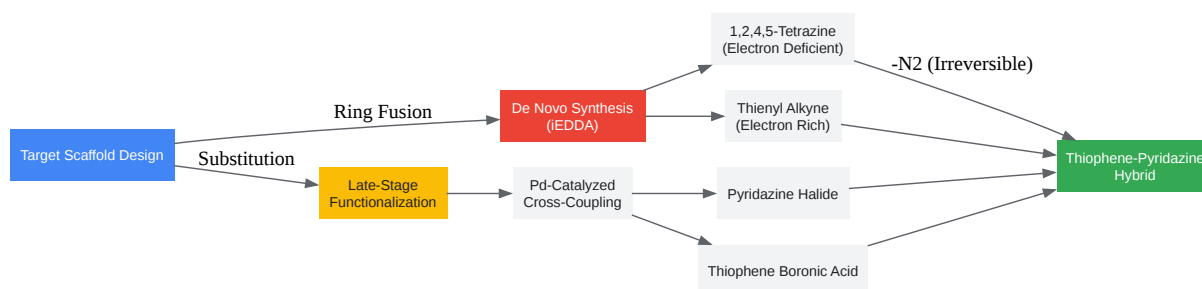 1,2,4,5-Tetrazine
(Electron Deficient)
-N2 (Irreversible)
Ring Fusion
De Novo Synthesis
(iEDDA)
Thienyl Alkyne
(Electron Rich)
Target Scaffold Design
Substitution
Thiophene-Pyridazine
Hybrid
Late-Stage
Functionalization
Pd-Catalyzed
Cross-Coupling
Pyridazine Halide
Thiophene Boronic Acid